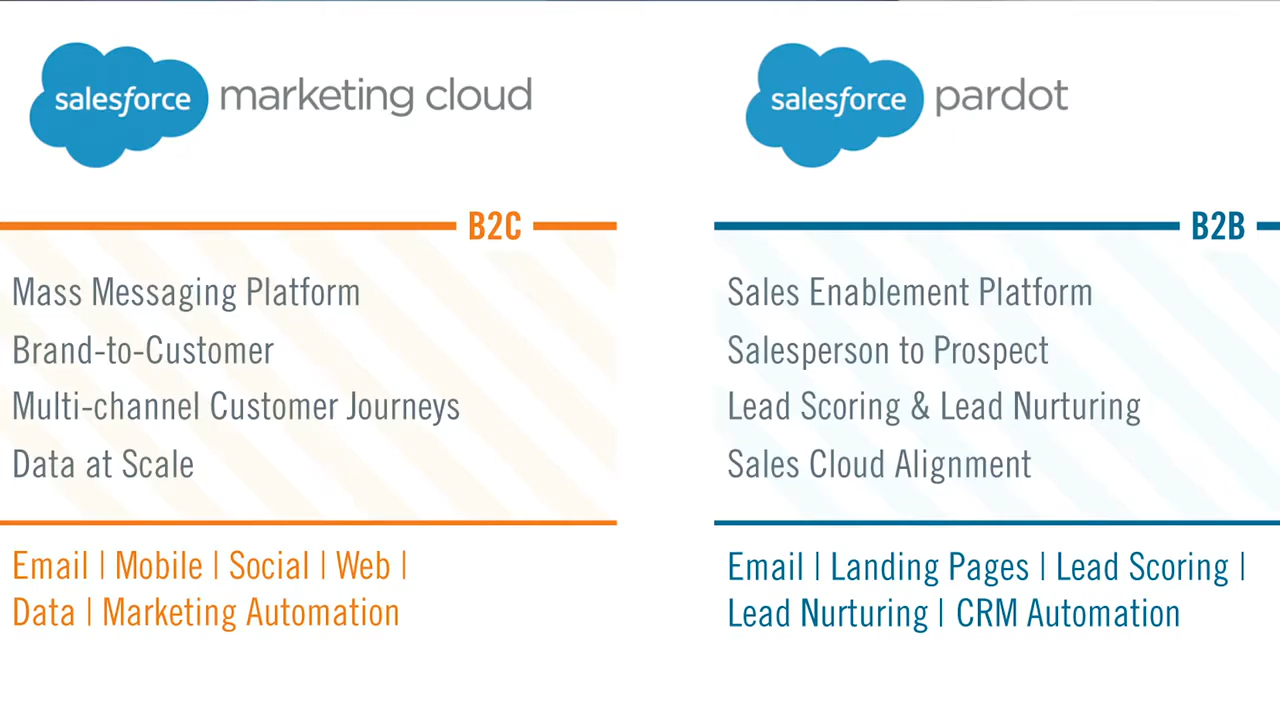 salesforce marketing cloud
B2C
Mass Messaging Platform
Brand-to-Customer
Multi-channel Customer Journeys
Data at Scale
Email | Mobile | Social | Web |
Data | Marketing Automation
salesforce pardot
B2B
Sales Enablement Platform
Salesperson to Prospect
Lead Scoring & Lead Nurturing
Sales Cloud Alignment
Email | Landing Pages | Lead Scoring |
Lead Nurturing | CRM Automation